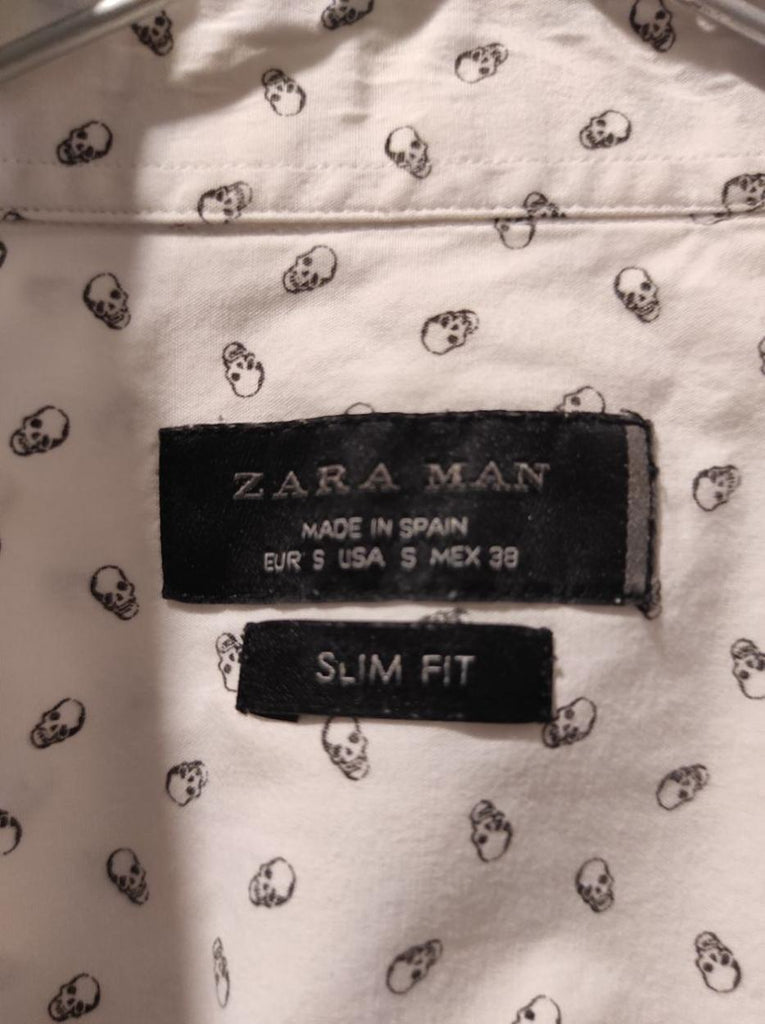 ZARA MAN
MADE IN SPAIN
EUR S USA S MEX 38
SLIM FIT